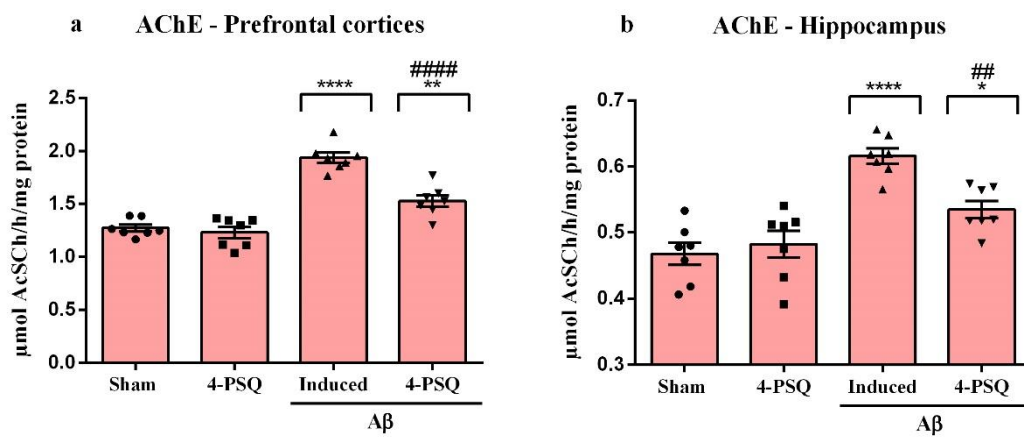 a AChE - Prefrontal cortices
####
**** **
2.5
2.0
1.5
1.0
0.5
0.0
μmol AcSCh/h/mg protein
Sham 4-PSQ Induced 4-PSQ
Aβ
b AChE - Hippocampus
##
**** *
0.7
0.6
0.5
0.4
0.3
μmol AcSCh/h/mg protein
Sham 4-PSQ Induced 4-PSQ
Aβ